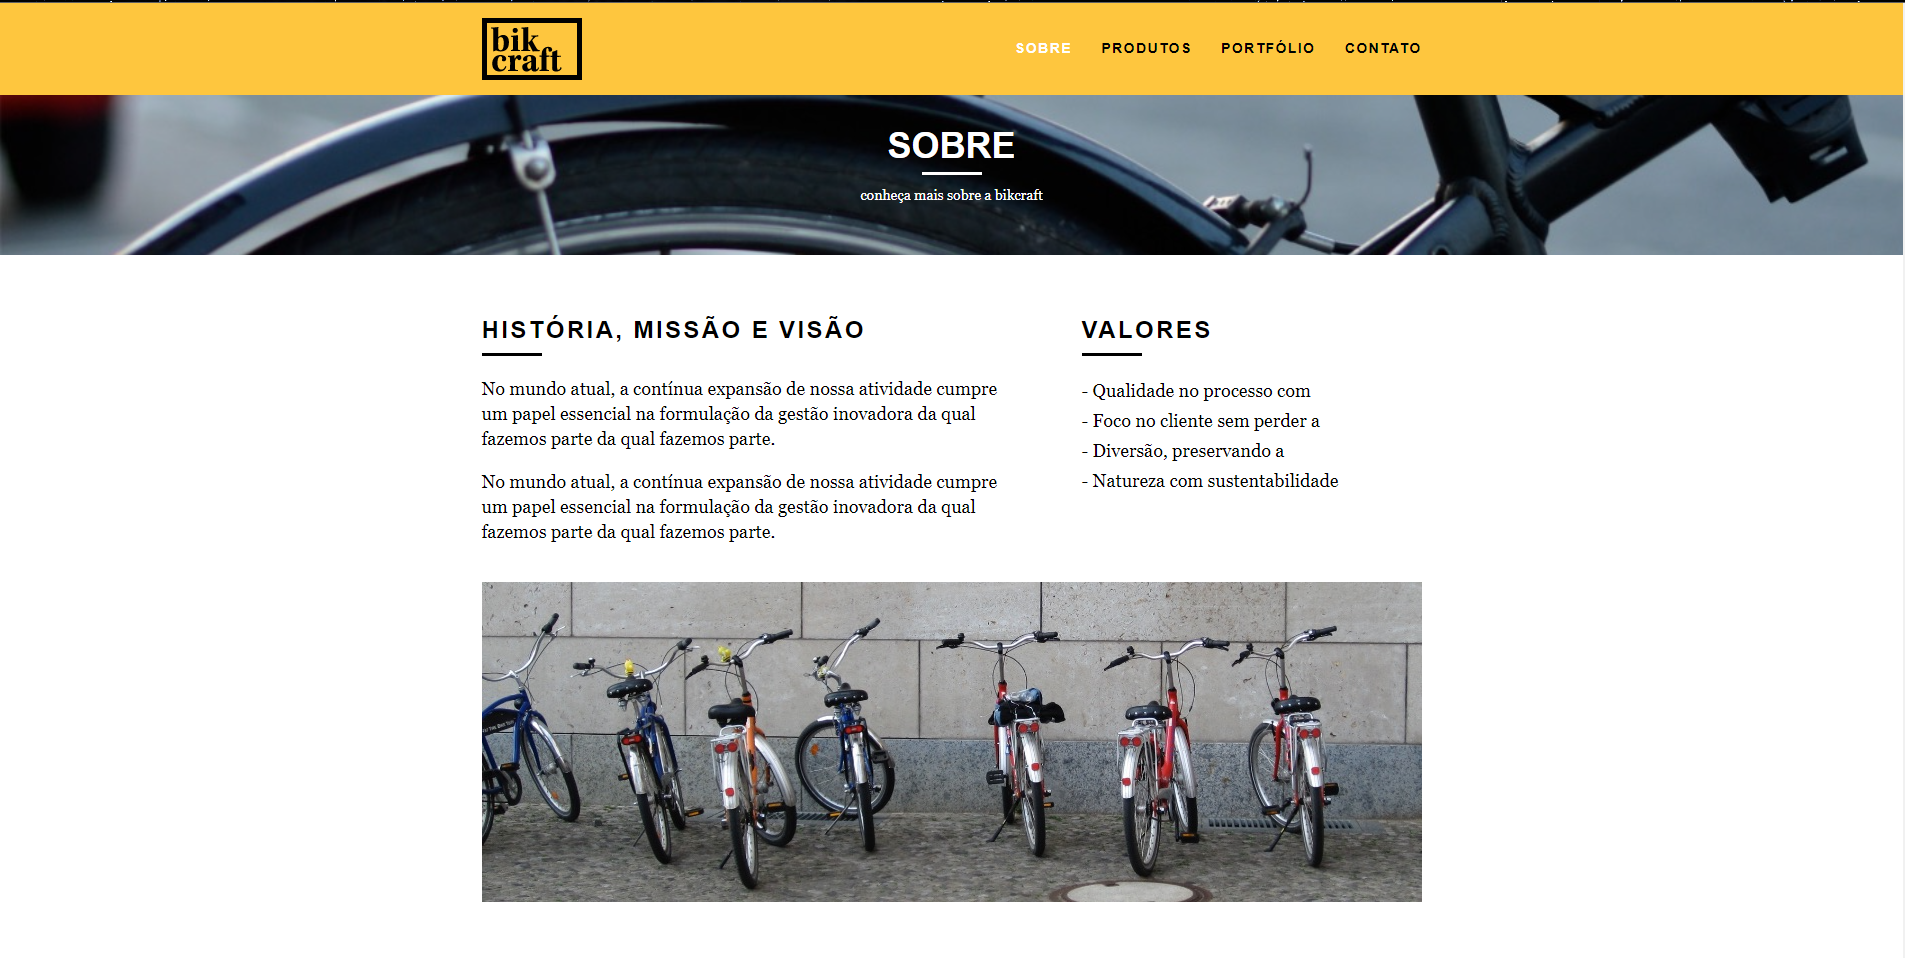 bik
craft
SOBRE
PRODUTOS
PORTFÓLIO
CONTATO
SOBRE
conheça mais sobre a bikcraft
HISTÓRIA, MISSÃO E VISÃO
No mundo atual, a contínua expansão de nossa atividade cumpre
um papel essencial na formulação da gestão inovadora da qual
fazemos parte da qual fazemos parte.
No mundo atual, a contínua expansão de nossa atividade cumpre
um papel essencial na formulação da gestão inovadora da qual
fazemos parte da qual fazemos parte.
VALORES
- Qualidade no processo com
- Foco no cliente sem perder a
- Diversão, preservando a
- Natureza com sustentabilidade